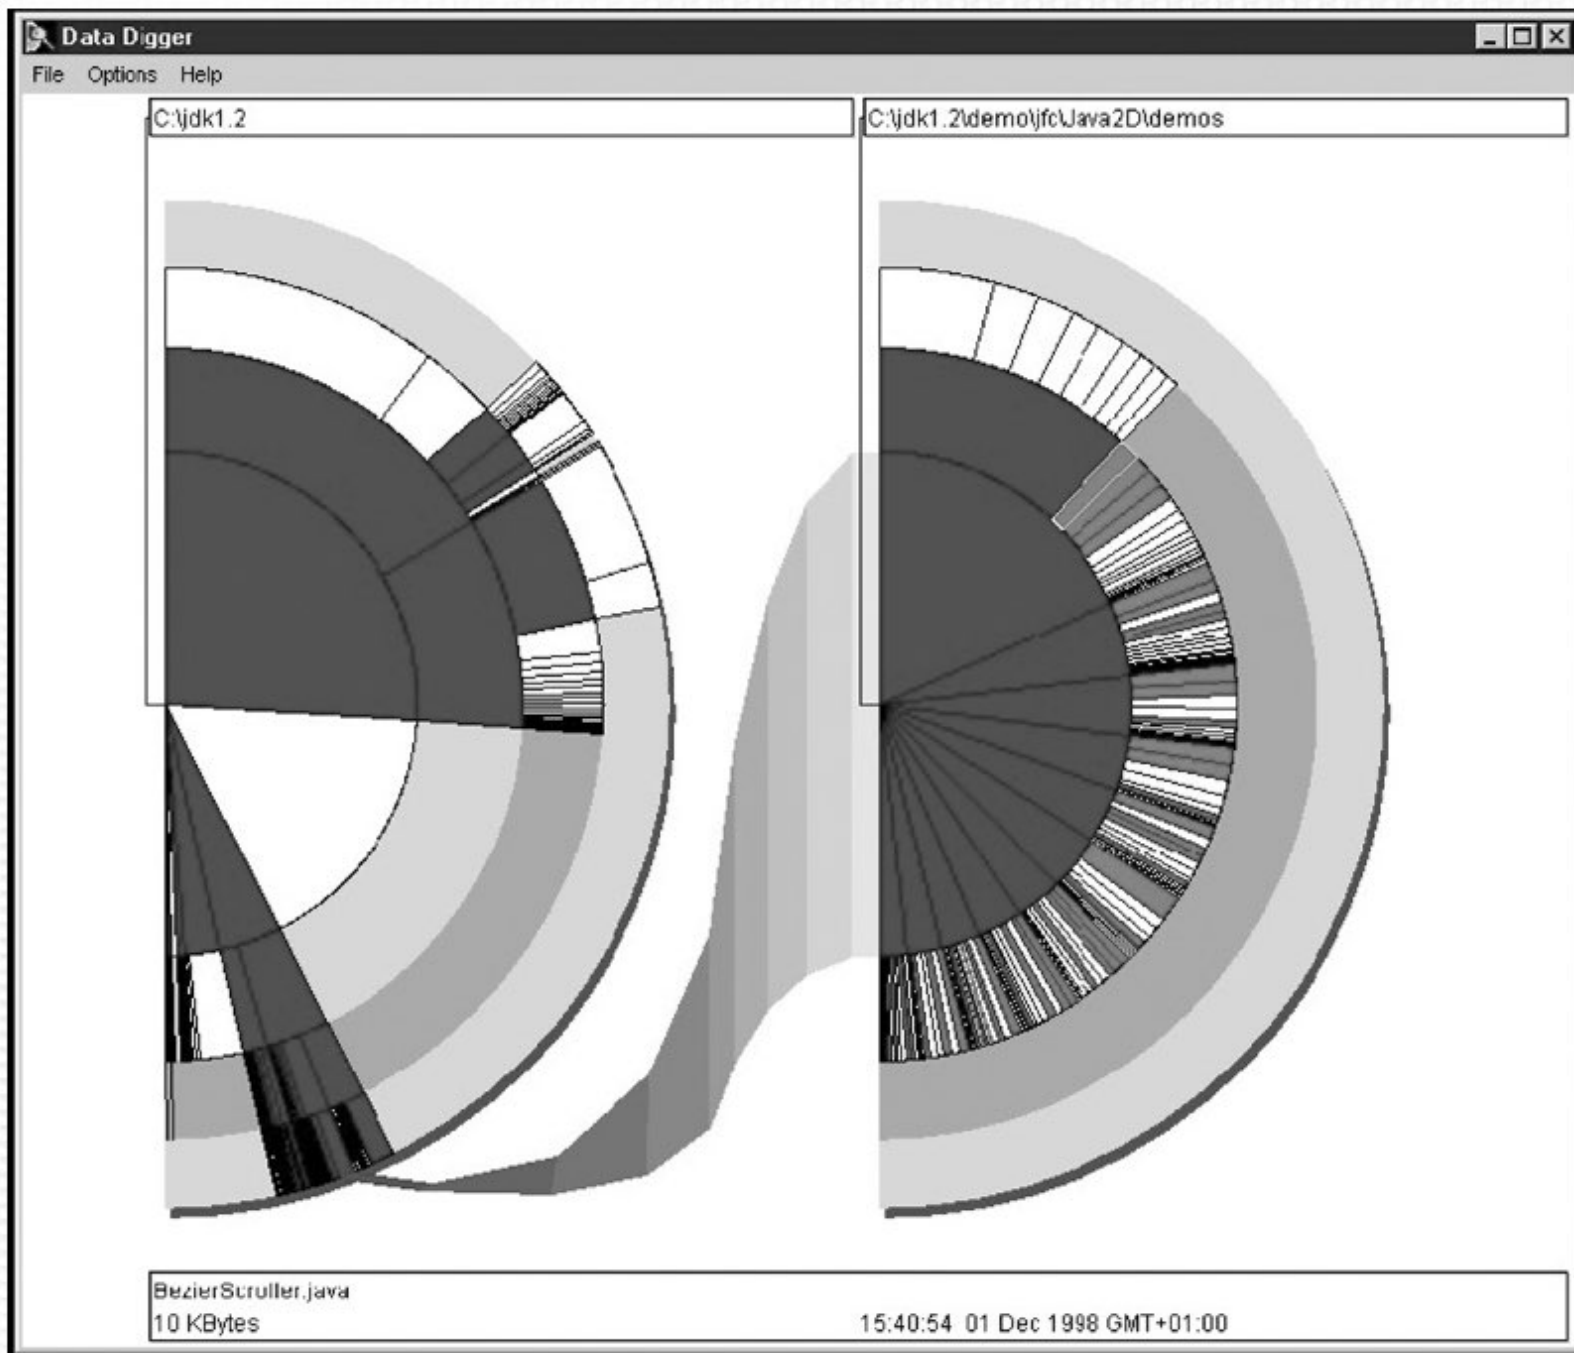 Data Digger
File Options Help
C:\jdk1.2
C:\jdk1.2\demo\jfc\Java2D\demos
BezierScroller.java
10 KBytes
15:40:54 01 Dec 1998 GMT+01:00